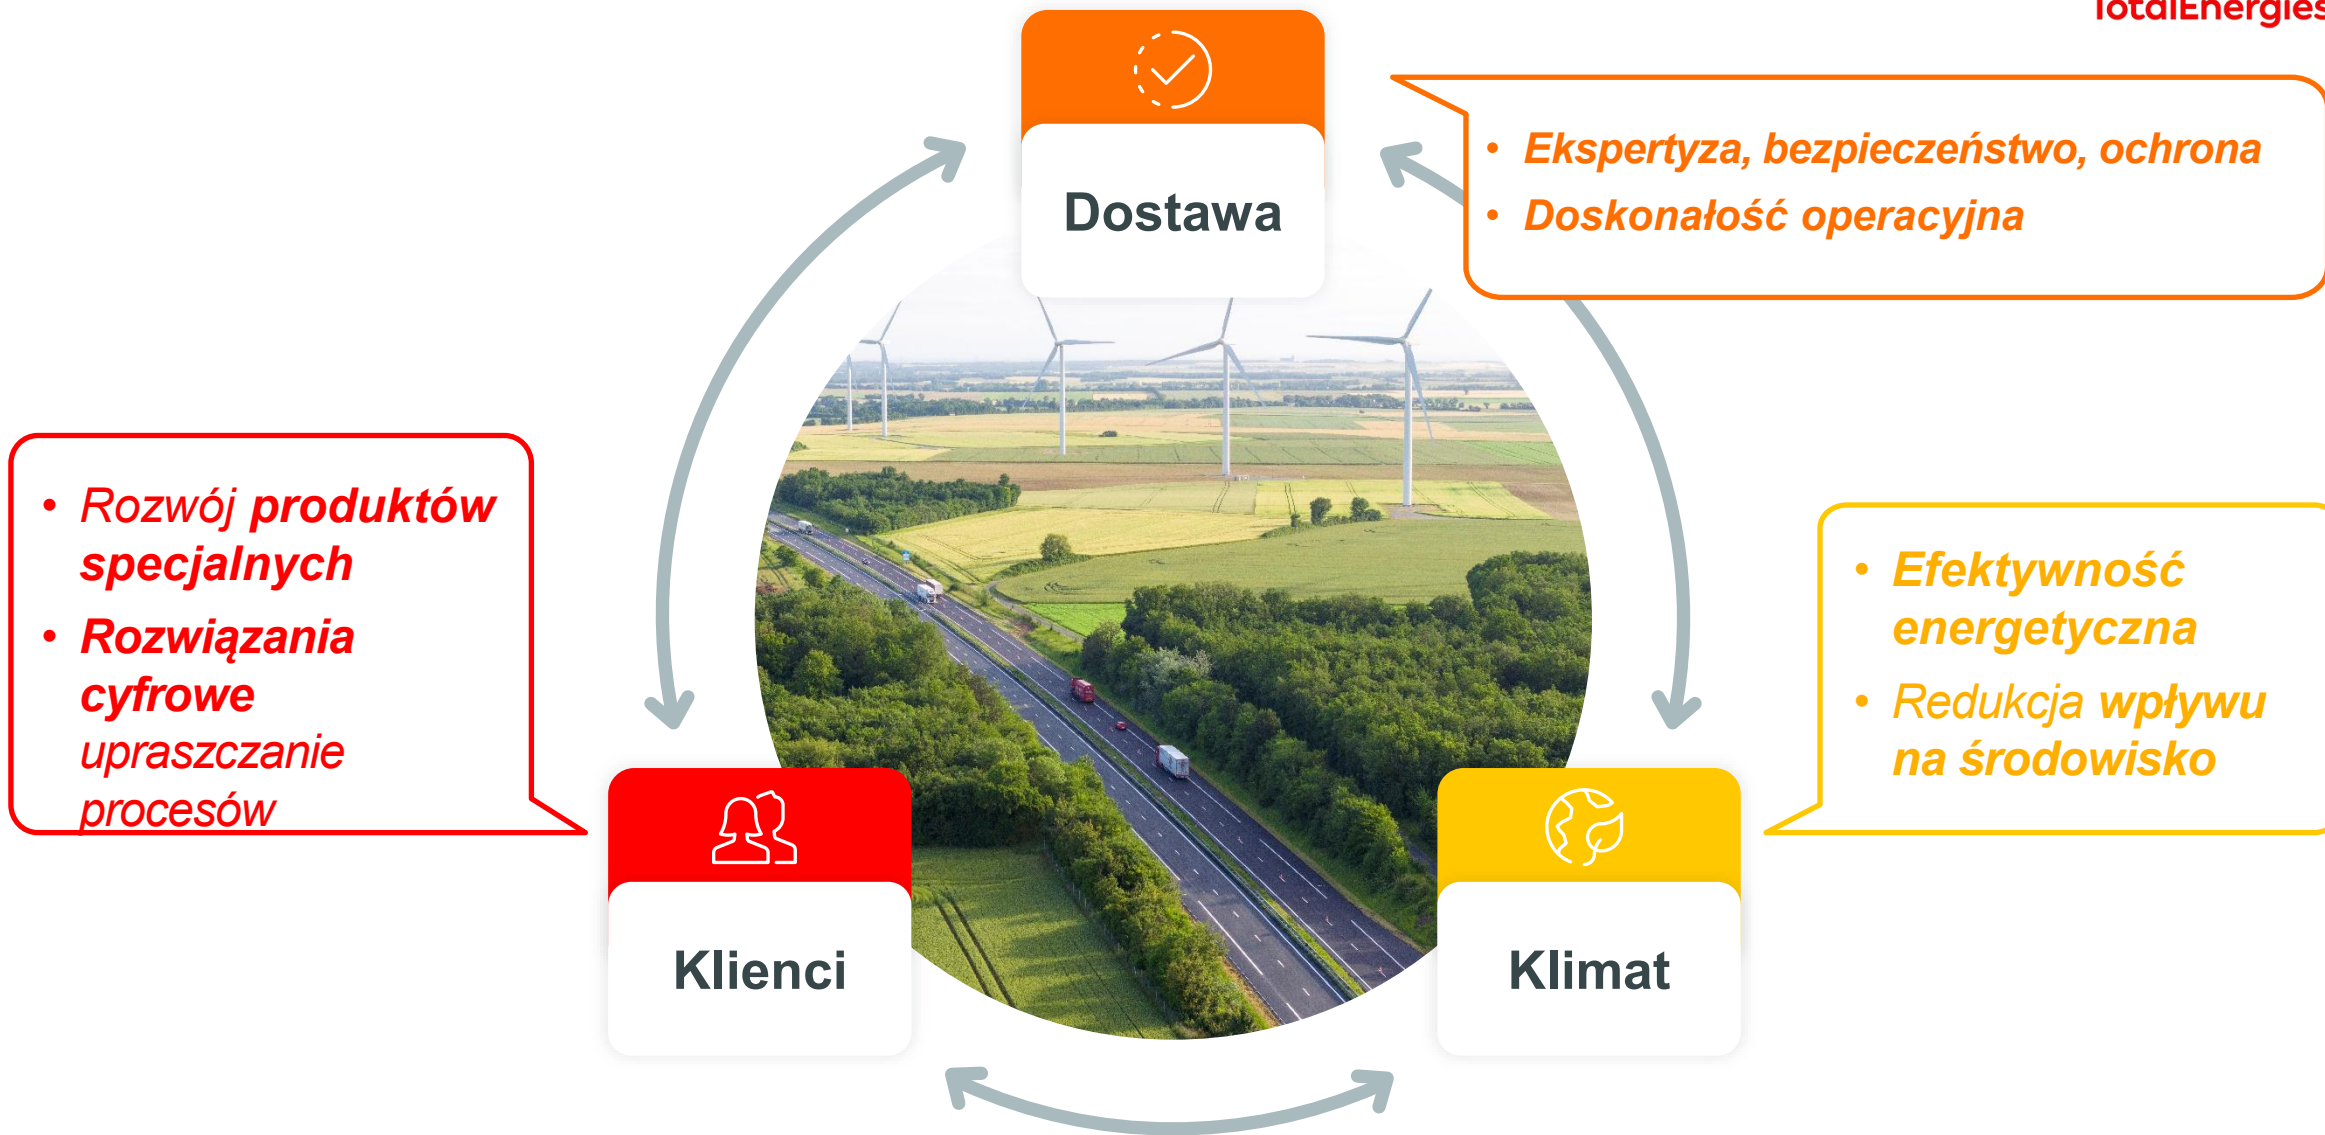 TotalEnergies
Dostawa
• Ekspertyza, bezpieczeństwo, ochrona
• Doskonałość operacyjna
• Rozwój produktów
specjalnych
• Rozwiązania
cyfrowe
upraszczanie
procesów
• Efektywność
energetyczna
• Redukcja wpływu
na środowisko
Klienci
Klimat